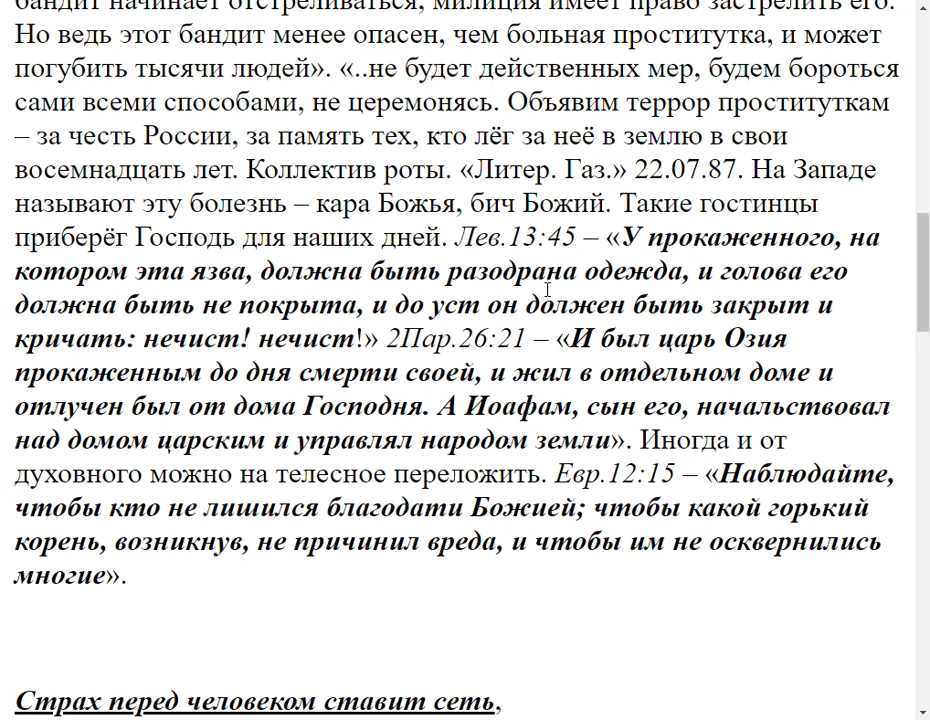 бандит начинает отстреливаться, милиция имеет право застрелить его.
Но ведь этот бандит менее опасен, чем больная проститутка, и может
погубить тысячи людей». «..не будет действенных мер, будем бороться
сами всеми способами, не церемонясь. Объявим террор проституткам
– за честь России, за память тех, кто лёг за неё в землю в свои
восемнадцать лет. Коллектив роты. «Литер. Газ.» 22.07.87. На Западе
называют эту болезнь – кара Божья, бич Божий. Такие гостинцы
приберёг Господь для наших дней. Лев.13:45 – «У прокаженного, на
котором эта язва, должна быть разодрана одежда, и голова его
должна быть не покрыта, и до уст он должен быть закрыт и
кричать: нечист! нечист!» 2Пар.26:21 – «И был царь Озия
прокаженным до дня смерти своей, и жил в отдельном доме и
отлучен был от дома Господня. А Иоафам, сын его, начальствовал
над домом царским и управлял народом земли». Иногда и от
духовного можно на телесное переложить. Евр.12:15 – «Наблюдайте,
чтобы кто не лишился благодати Божией; чтобы какой горький
корень, возникнув, не причинил вреда, и чтобы им не осквернились
многие».
Страх перед человеком ставит сеть,